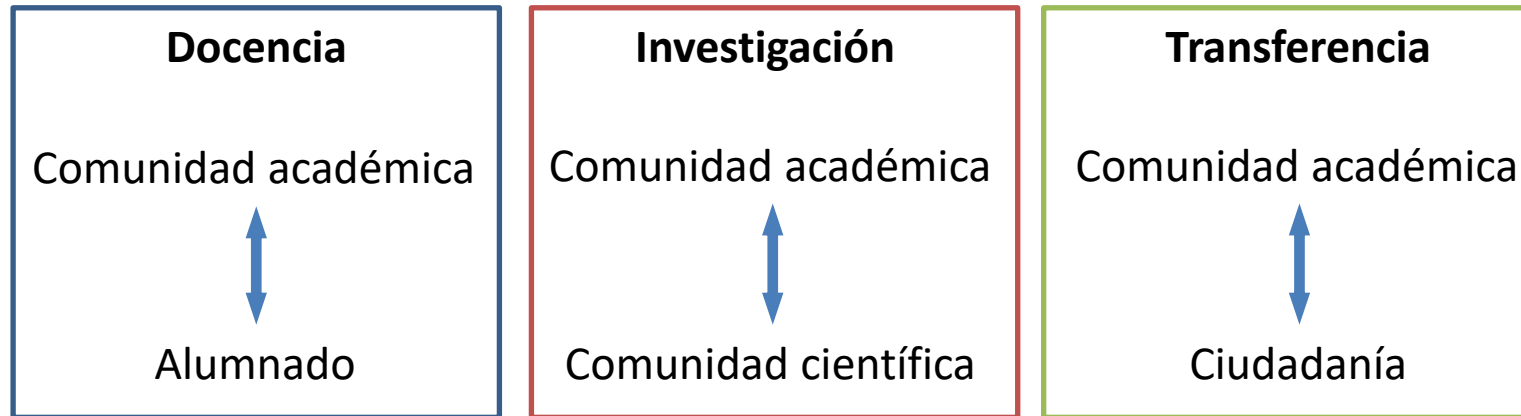 Docencia
Comunidad académica
Alumnado
Investigación
Comunidad académica
Comunidad científica
Transferencia
Comunidad académica
Ciudadanía